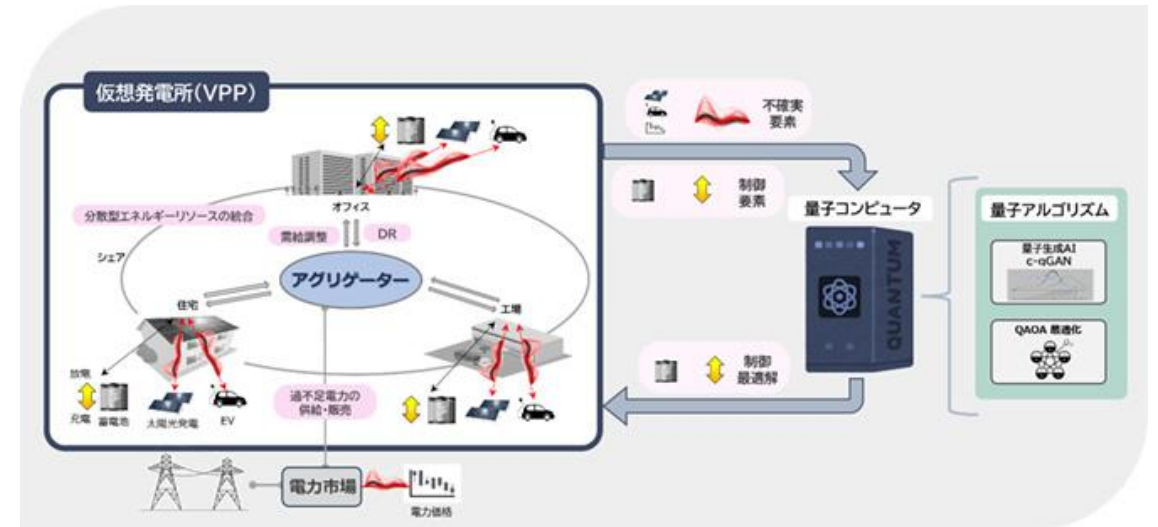 仮想発電所(VPP)
オフィス
分散型エネルギーリソースの統合
需給調整
DR
シェア
アグリゲーター
住宅
工場
放電
充電
蓄電池
太陽光発電
EV
過不足電力の
供給・販売
電力市場
電力価格
不確実
要素
制御
要素
量子コンピュータ
QUANTUM
制御
最適解
量子アルゴリズム
量子生成AI
c-qGAN
QAOA 最適化